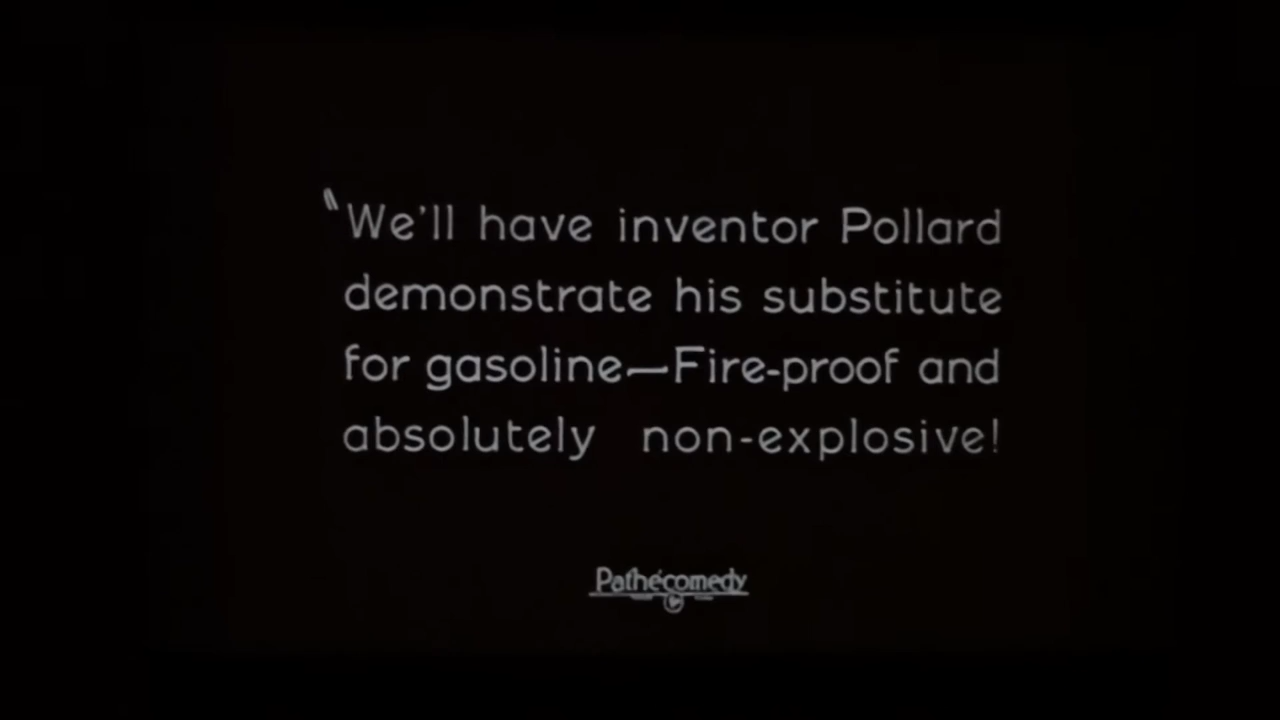 "We'll have inventor Pollard
demonstrate his substitute
for gasoline—Fire-proof and
absolutely non-explosive!
Pathécomedy